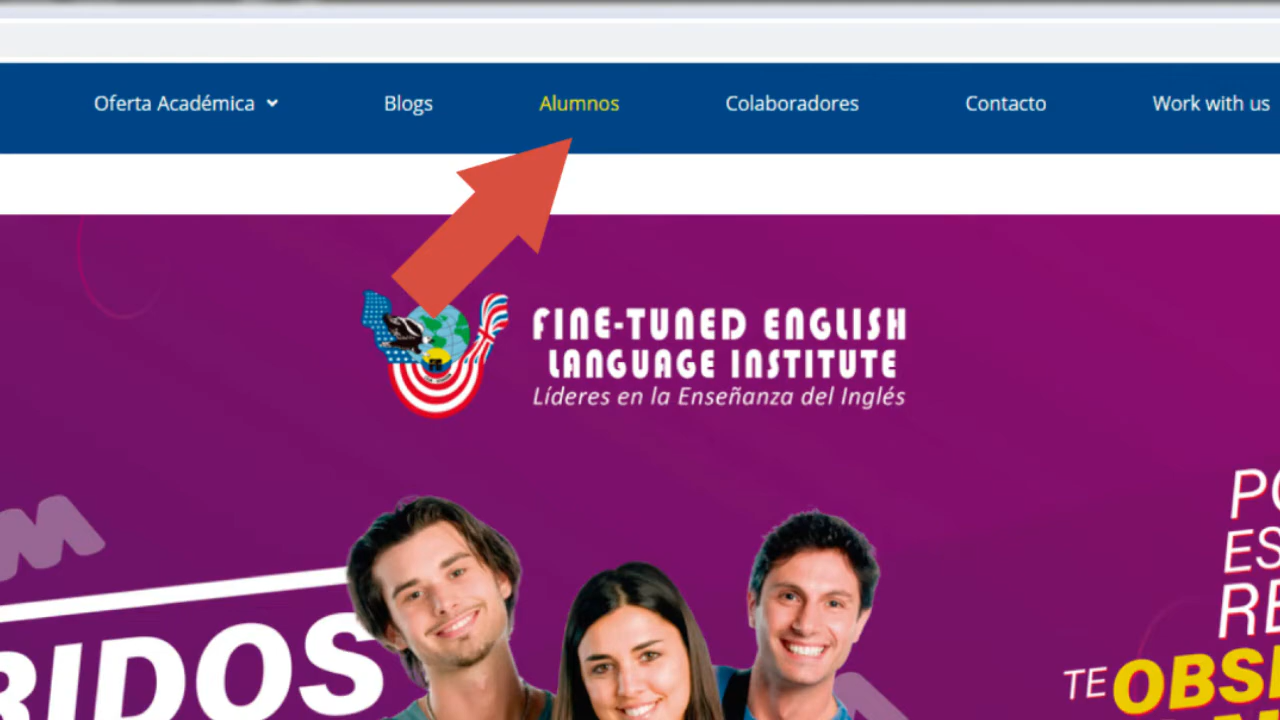 Oferta Académica
Blogs
Alumnos
Colaboradores
Contacto
Work with us
FINE-TUNED ENGLISH
LANGUAGE INSTITUTE
Líderes en la Enseñanza del Inglés
RIDOS
TE